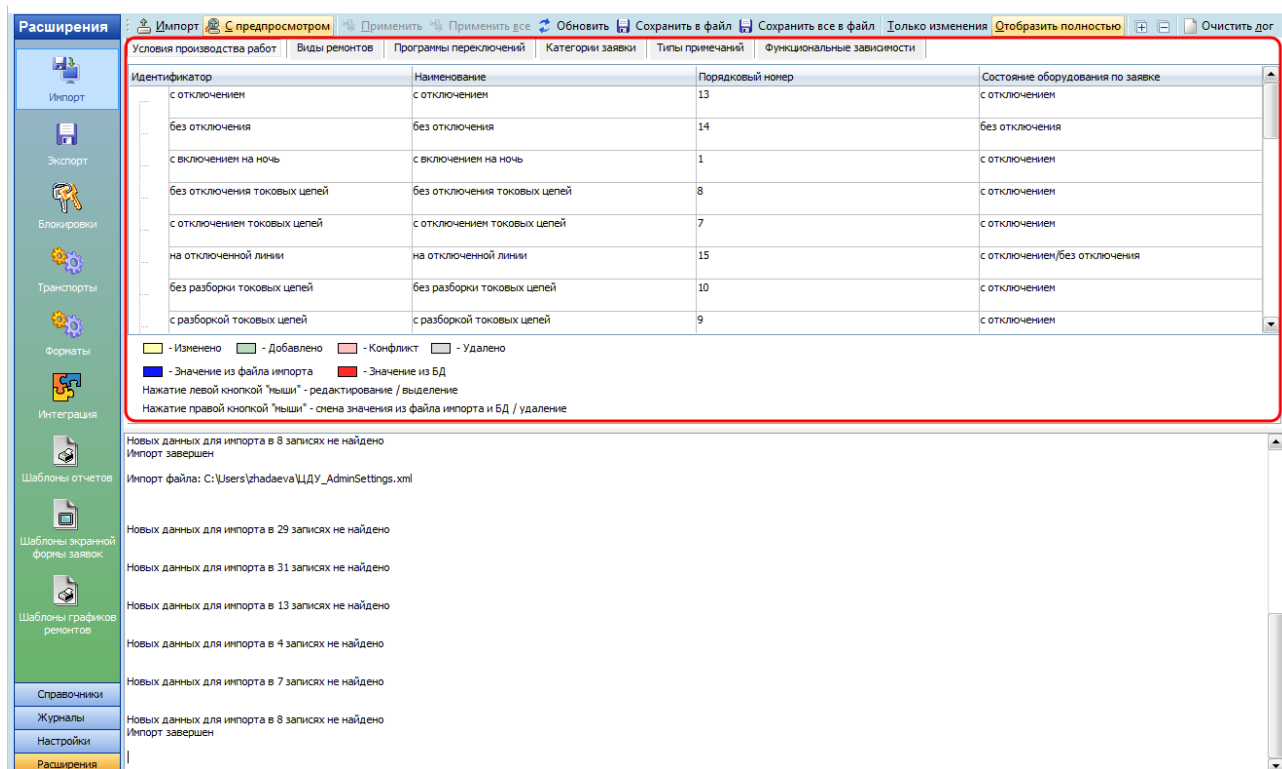 Расширения
Импорт С предпросмотром Применить Применить все Обновить Сохранить в файл Сохранить все в файл Только изменения Отобразить полностью Очистить лог
Импорт
Экспорт
Блокировки
Транспорты
Форматы
Интеграция
Шаблоны отчетов
Шаблоны экранной
формы заявок
Шаблоны графиков
ремонтов
Справочники
Журналы
Настройки
Расширения
Условия производства работ Виды ремонтов Программы переключений Категории заявки Типы примечаний Функциональные зависимости
Идентификатор Наименование Порядковый номер Состояние оборудования по заявке
с отключением с отключением 13 с отключением
без отключения без отключения 14 без отключения
с включением на ночь с включением на ночь 1 с отключением
без отключения токовых цепей без отключения токовых цепей 8 с отключением
с отключением токовых цепей с отключением токовых цепей 7 с отключением
на отключенной линии на отключенной линии 15 с отключением/без отключения
без разборки токовых цепей без разборки токовых цепей 10 с отключением
с разборкой токовых цепей с разборкой токовых цепей 9 с отключением
- Изменено - Добавлено - Конфликт - Удалено
- Значение из файла импорта - Значение из БД
Нажатие левой кнопкой "мыши" - редактирование / выделение
Нажатие правой кнопкой "мыши" - смена значения из файла импорта и БД / удаление
Новых данных для импорта в 8 записях не найдено
Импорт завершен
Импорт файла: C:\Users\zhadaeva\ЦДУ_AdminSettings.xml
Новых данных для импорта в 29 записях не найдено
Новых данных для импорта в 31 записях не найдено
Новых данных для импорта в 13 записях не найдено
Новых данных для импорта в 4 записях не найдено
Новых данных для импорта в 7 записях не найдено
Новых данных для импорта в 8 записях не найдено
Импорт завершен